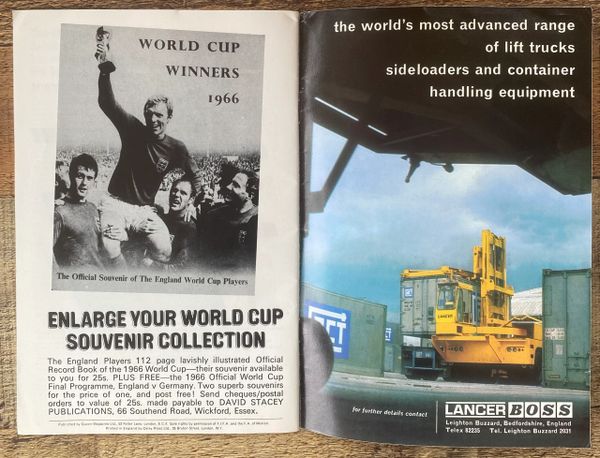 WORLD CUP
WINNERS
1966
The Official Souvenir of The England World Cup Players
ENLARGE YOUR WORLD CUP
SOUVENIR COLLECTION
The England Players 112 page lavishly illustrated Official
Record Book of the 1966 World Cup—their souvenir available
to you for 25s. PLUS FREE—the 1966 Official World Cup
Final Programme, England v Germany. Two superb souvenirs
for the price of one, and post free! Send cheques/postal
orders to value of 25s. made payable to DAVID STACEY
PUBLICATIONS, 66 Southend Road, Wickford, Essex.
the world's most advanced range
of lift trucks
sideloaders and container
handling equipment
LANCER
for further details contact
LANCER BOSS
Leighton Buzzard, Bedfordshire, England
Telex 82235 Tel. Leighton Buzzard 2931